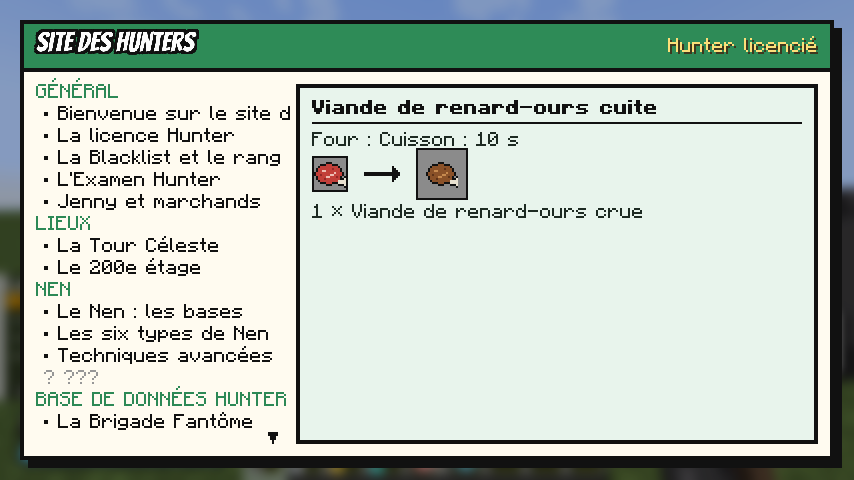 SITE DES HUNTERS
Hunter licencié
GÉNÉRAL
▪ Bienvenue sur le site d
▪ La licence Hunter
▪ La Blacklist et le rang
▪ L'Examen Hunter
▪ Jenny et marchands
LIEUX
▪ La Tour Céleste
▪ Le 200e étage
NEN
▪ Le Nen : les bases
▪ Les six types de Nen
▪ Techniques avancées
? ???
BASE DE DONNÉES HUNTER
▪ La Brigade Fantôme
Viande de renard-ours cuite
Four : Cuisson : 10 s
1 × Viande de renard-ours crue